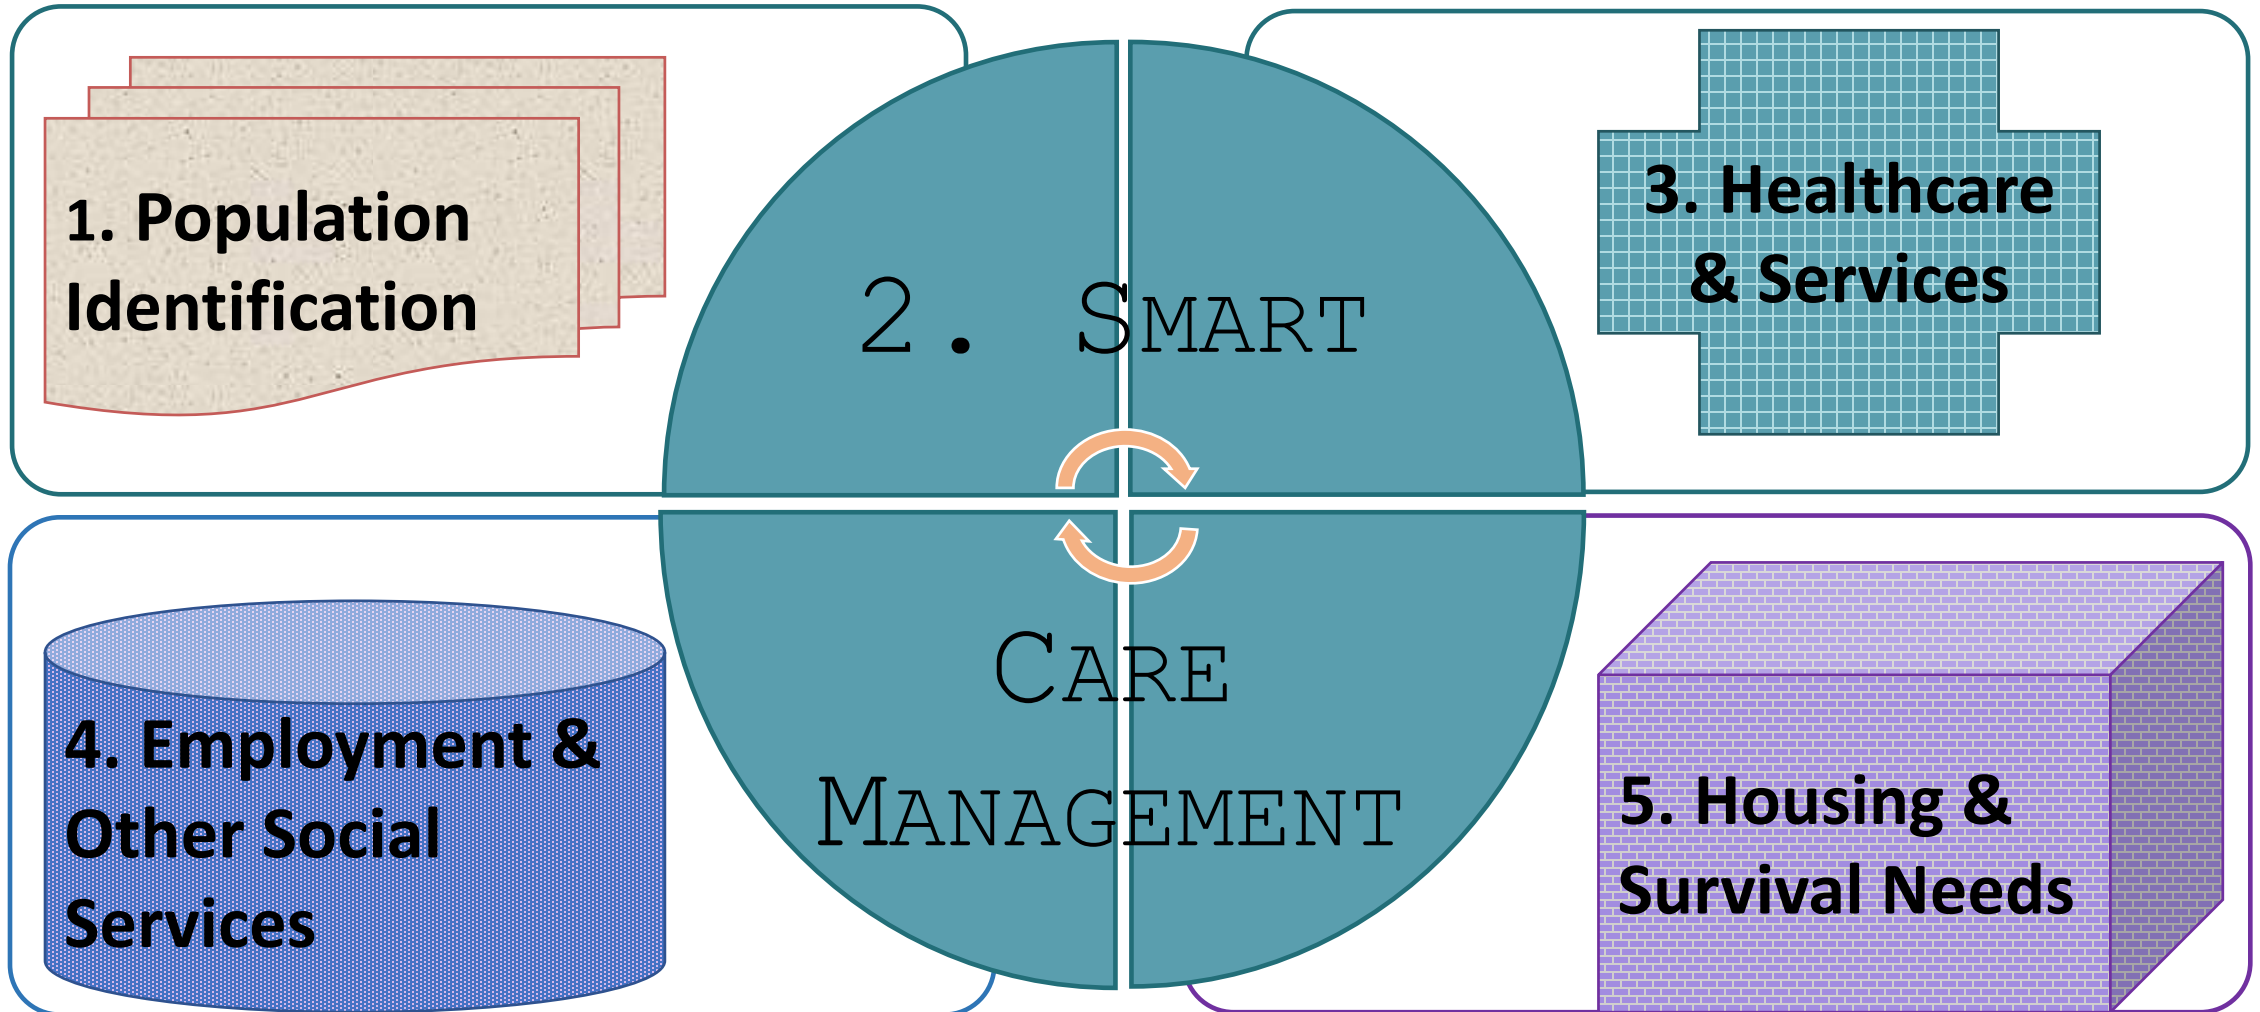 1. Population
Identification
2. SMART
CARE
MANAGEMENT
3. Healthcare
& Services
4. Employment &
Other Social
Services
5. Housing &
Survival Needs